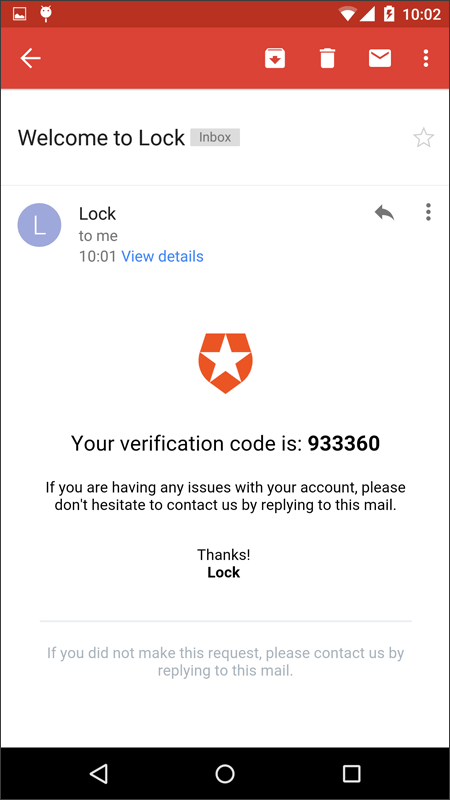 10:02
Welcome to Lock Inbox
L
Lock
to me
10:01 View details
Your verification code is: 933360
If you are having any issues with your account, please
don't hesitate to contact us by replying to this mail.
Thanks!
Lock
If you did not make this request, please contact us by
replying to this mail.